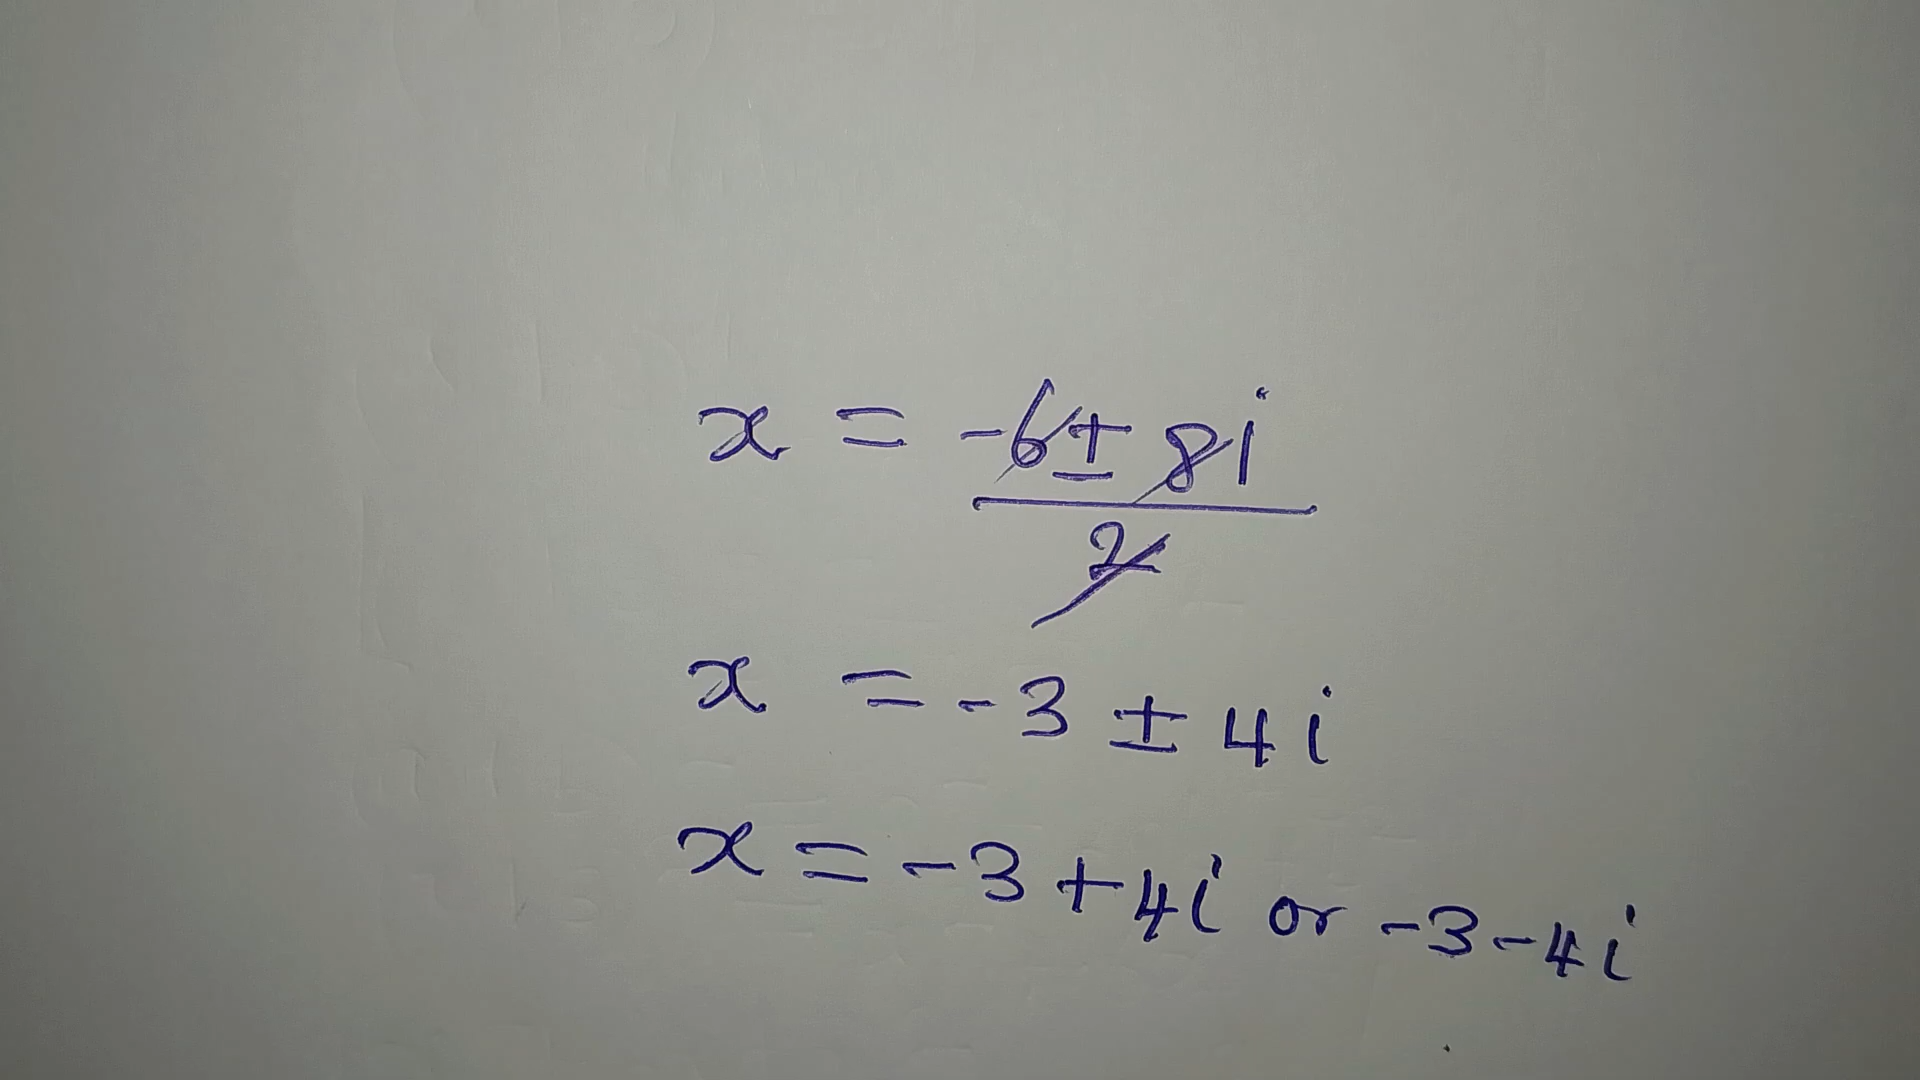 x = -6 ± 8i
2
x = -3 ± 4i
x = -3 + 4i or -3 - 4i